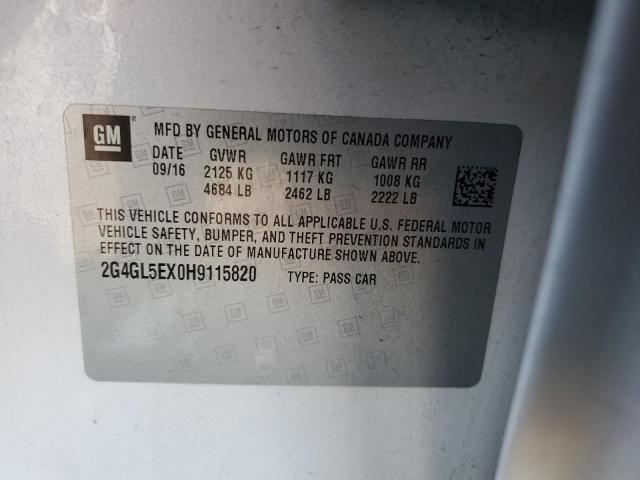 GM
MFD BY GENERAL MOTORS OF CANADA COMPANY
DATE GVWR GAWR FRT GAWR RR
09/16 2125 KG 1117 KG 1008 KG
4684 LB 2462 LB 2222 LB
THIS VEHICLE CONFORMS TO ALL APPLICABLE U.S. FEDERAL MOTOR
VEHICLE SAFETY, BUMPER, AND THEFT PREVENTION STANDARDS IN
EFFECT ON THE DATE OF MANUFACTURE SHOWN ABOVE.
2G4GL5EX0H9115820 TYPE: PASS CAR